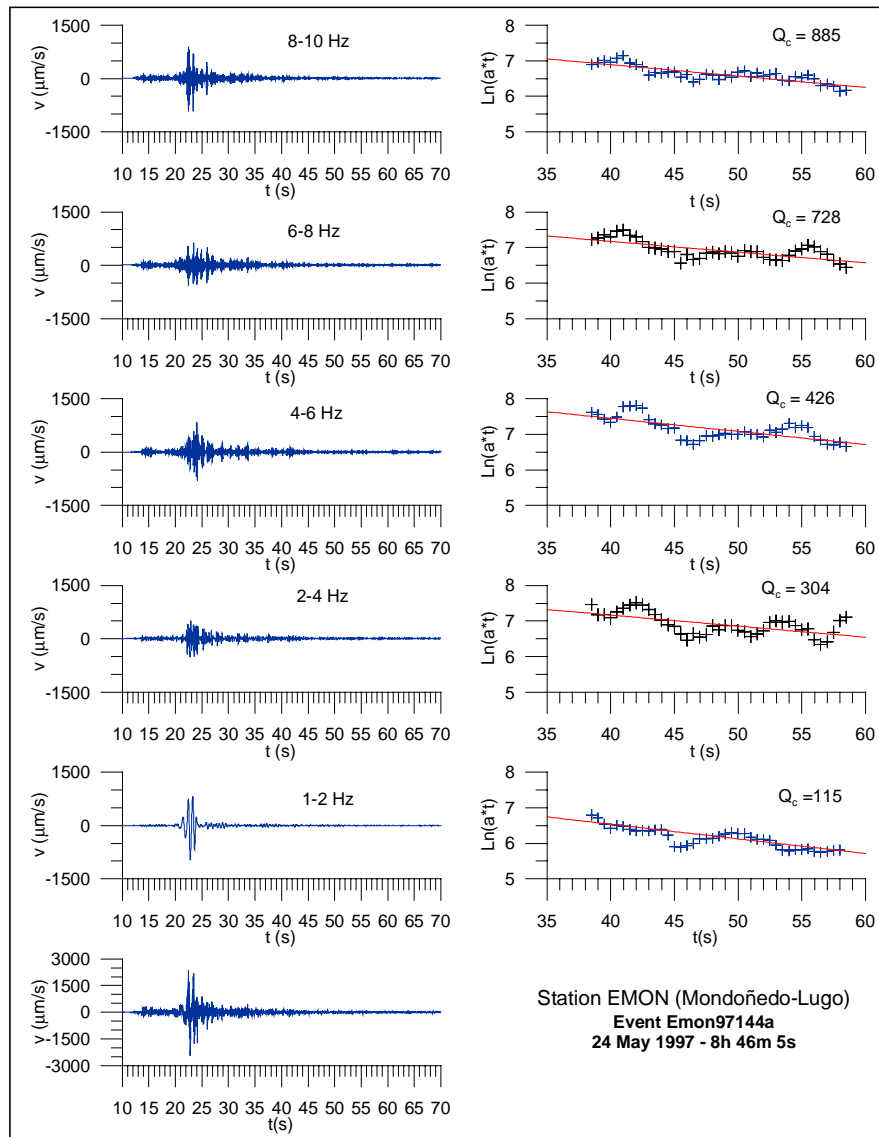 1500
0
-1500
v (μm/s)
8-10 Hz
10 15 20 25 30 35 40 45 50 55 60 65 70
t (s)
8
7
6
5
Ln(a*t)
Qc = 885
35 40 45 50 55 60
t (s)
1500
0
-1500
v (μm/s)
6-8 Hz
10 15 20 25 30 35 40 45 50 55 60 65 70
t (s)
8
7
6
5
Ln(a*t)
Qc = 728
35 40 45 50 55 60
t (s)
1500
0
-1500
v (μm/s)
4-6 Hz
10 15 20 25 30 35 40 45 50 55 60 65 70
t (s)
8
7
6
5
Ln(a*t)
Qc = 426
35 40 45 50 55 60
t (s)
1500
0
-1500
v (μm/s)
2-4 Hz
10 15 20 25 30 35 40 45 50 55 60 65 70
t (s)
8
7
6
5
Ln(a*t)
Qc = 304
35 40 45 50 55 60
t (s)
1500
0
-1500
v (μm/s)
1-2 Hz
10 15 20 25 30 35 40 45 50 55 60 65 70
t (s)
8
7
6
5
Ln(a*t)
Qc =115
35 40 45 50 55 60
t(s)
3000
1500
0
-1500
-3000
v (μm/s)
10 15 20 25 30 35 40 45 50 55 60 65 70
t(s)
Station EMON (Mondoñedo-Lugo)
Event Emon97144a
24 May 1997 - 8h 46m 5s